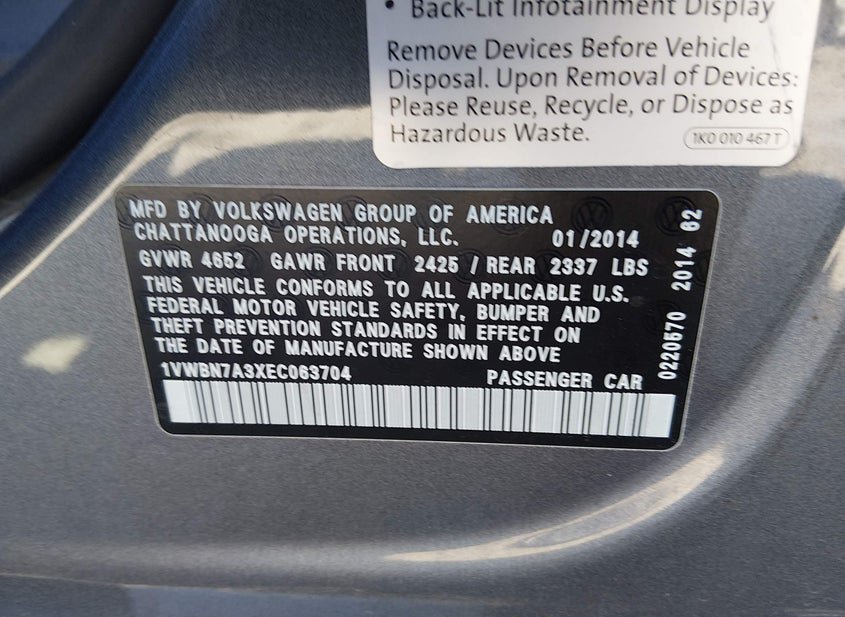 • Back-Lit Infotainment Display
Remove Devices Before Vehicle
Disposal. Upon Removal of Devices:
Please Reuse, Recycle, or Dispose as
Hazardous Waste.
1K0 010 467 T
MFD BY VOLKSWAGEN GROUP OF AMERICA
CHATTANOOGA OPERATIONS, LLC. 01/2014
GVWR 4652 GAWR FRONT 2425 / REAR 2337 LBS
THIS VEHICLE CONFORMS TO ALL APPLICABLE U.S.
FEDERAL MOTOR VEHICLE SAFETY, BUMPER AND
THEFT PREVENTION STANDARDS IN EFFECT ON
THE DATE OF MANUFACTURE SHOWN ABOVE
1VWBN7A3XEC063704 PASSENGER CAR
0220570 2014 62